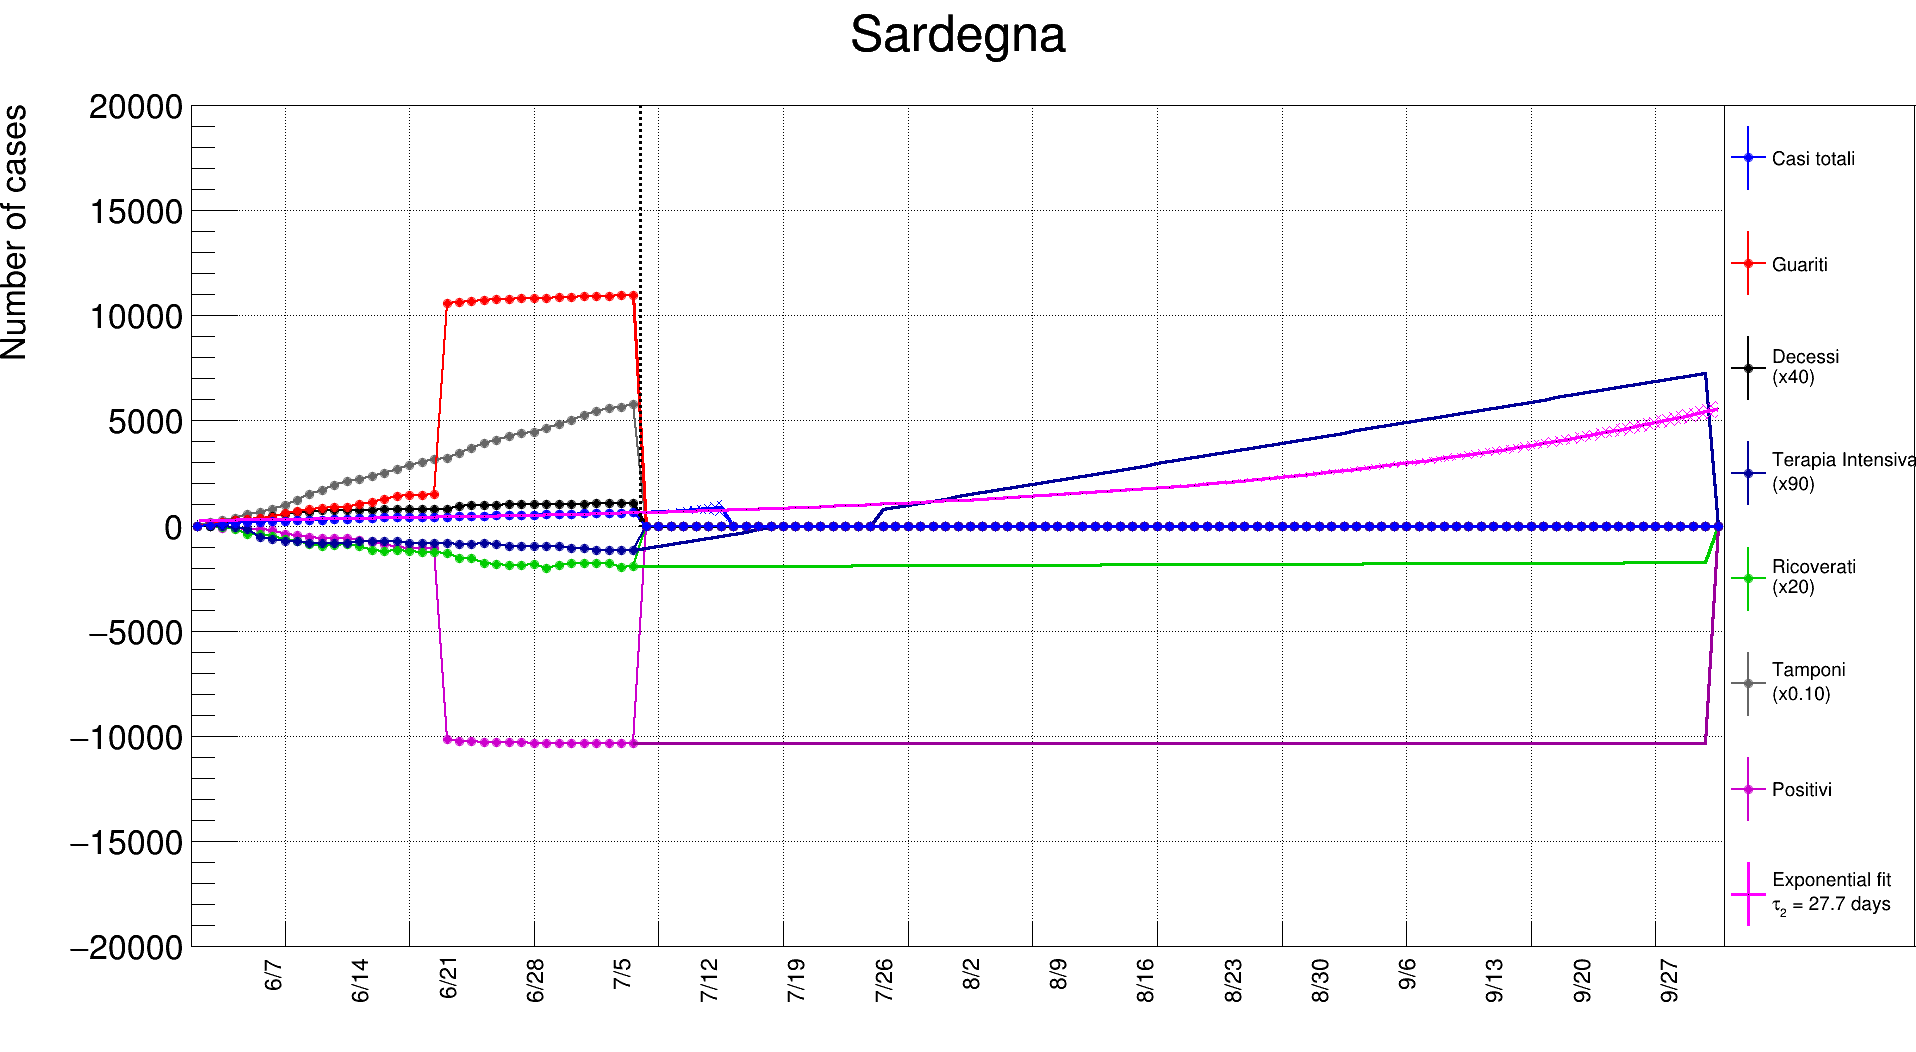 Sardegna
Number of cases
20000
15000
10000
5000
0
−5000
−10000
−15000
−20000
6/7
6/14
6/21
6/28
7/5
7/12
7/19
7/26
8/2
8/9
8/16
8/23
8/30
9/6
9/13
9/20
9/27
Casi totali
Guariti
Decessi
(x40)
Terapia Intensiva
(x90)
Ricoverati
(x20)
Tamponi
(x0.10)
Positivi
Exponential fit
τ2 = 27.7 days